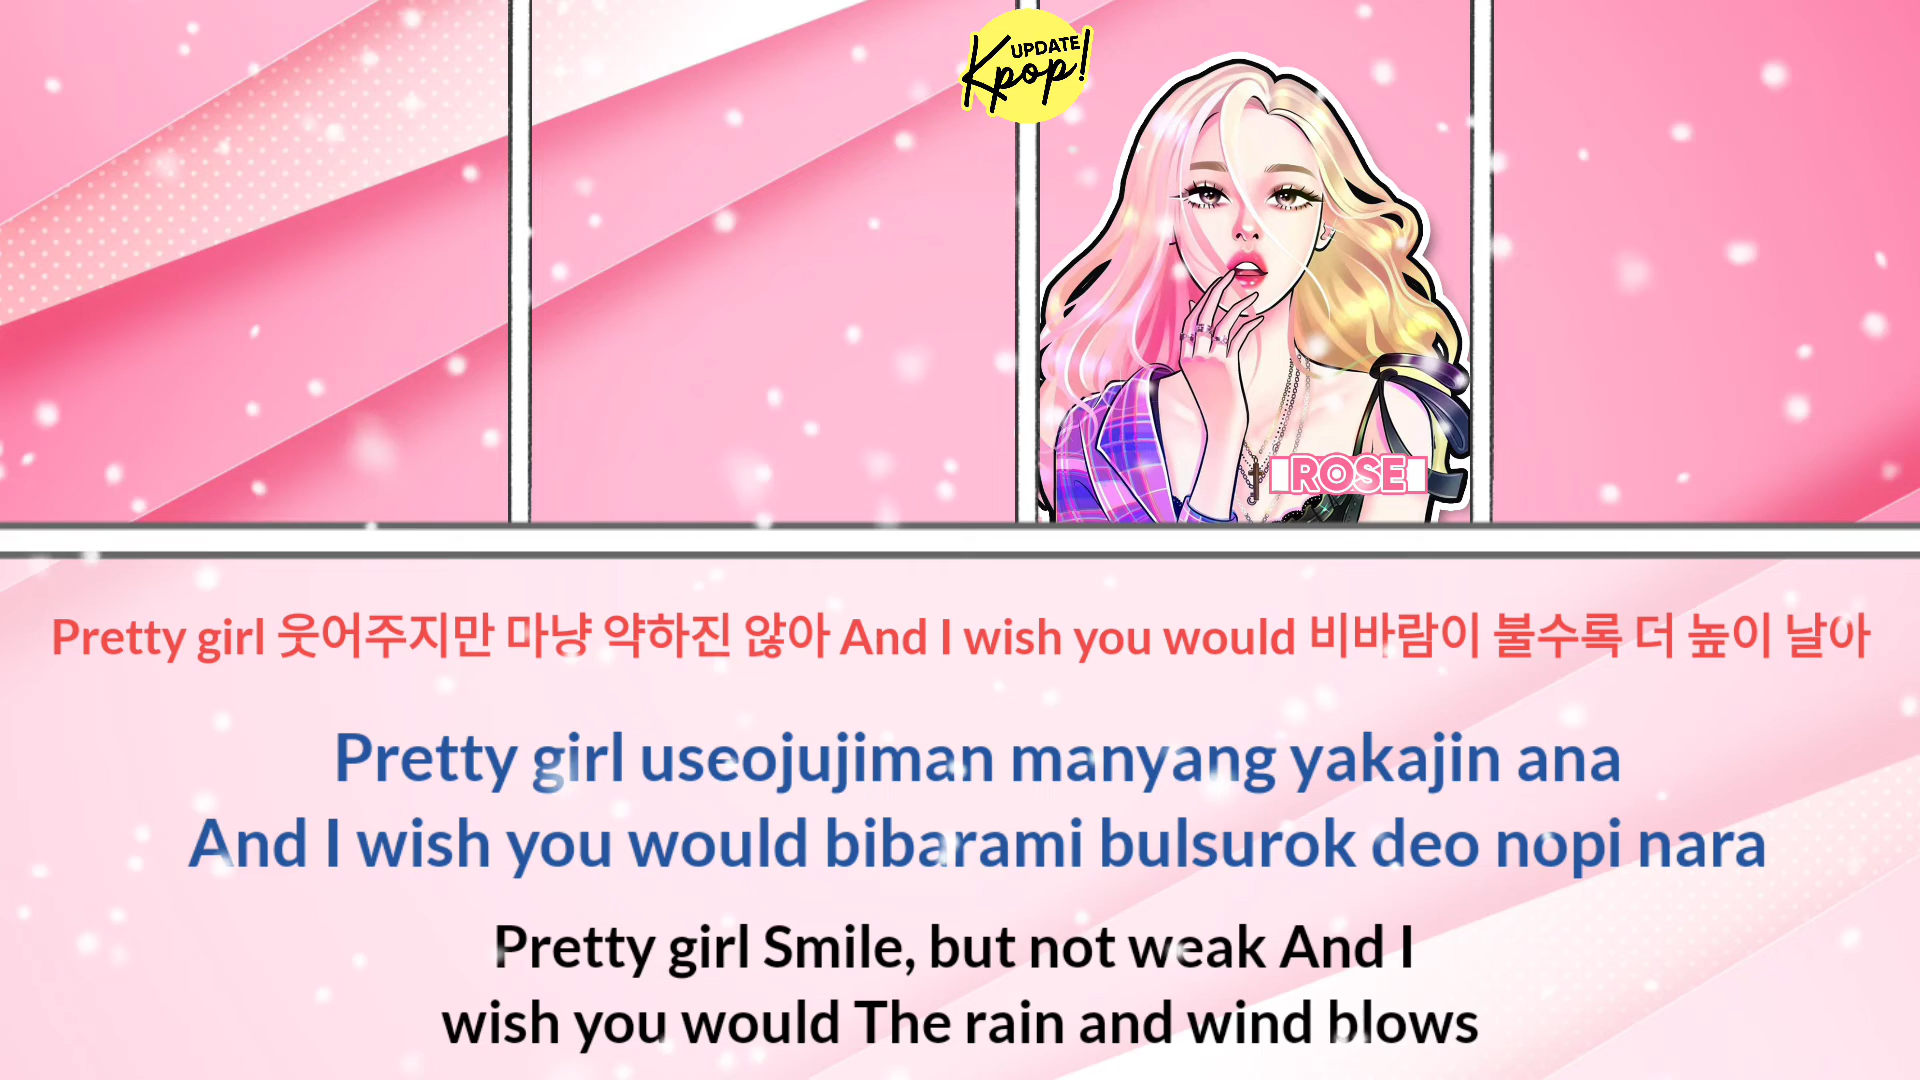 UPDATE
Kpop!
ROSE
Pretty girl 웃어주지만 마냥 약하진 않아 And I wish you would 비바람이 불수록 더 높이 날아
Pretty girl useojujiman manyang yakajin ana
And I wish you would bibarami bulsurok deo nopi nara
Pretty girl Smile, but not weak And I
wish you would The rain and wind blows